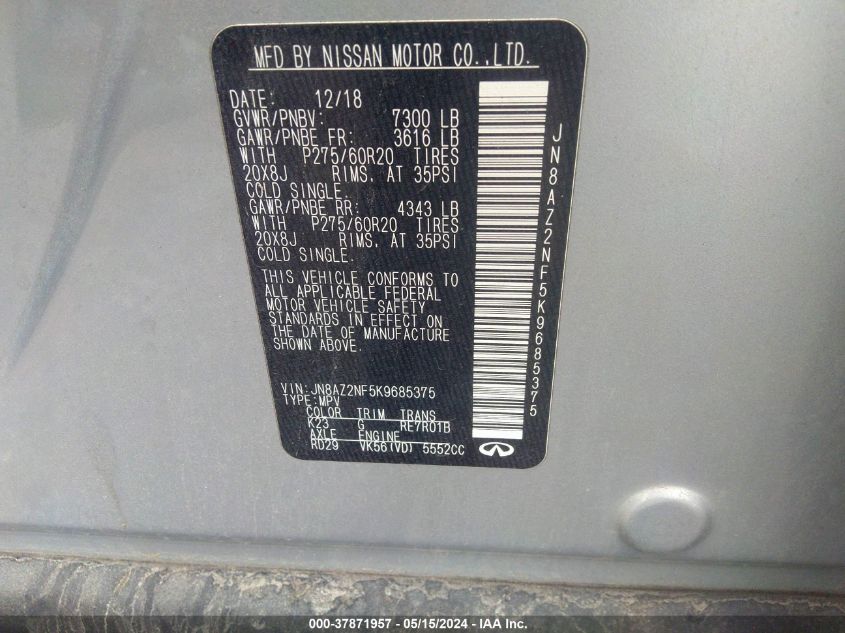 MFD BY NISSAN MOTOR CO.,LTD.
DATE: 12/18
GVWR/PNBV: 7300 LB
GAWR/PNBE FR: 3616 LB
WITH P275/60R20 TIRES
20X8J RIMS. AT 35PSI
COLD SINGLE.
GAWR/PNBE RR: 4343 LB
WITH P275/60R20 TIRES
20X8J RIMS. AT 35PSI
COLD SINGLE.
THIS VEHICLE CONFORMS TO
ALL APPLICABLE FEDERAL
MOTOR VEHICLE SAFETY
STANDARDS IN EFFECT ON
THE DATE OF MANUFACTURE
SHOWN ABOVE.
VIN:JN8AZ2NF5K9685375
TYPE:MPV
COLOR TRIM TRANS
K23 G RE7R01B
AXLE ENGINE
RD29 VK56(VD) 5552CC
JN8AZ2NF5K9685375
000-37871957 - 05/15/2024 - IAA Inc.